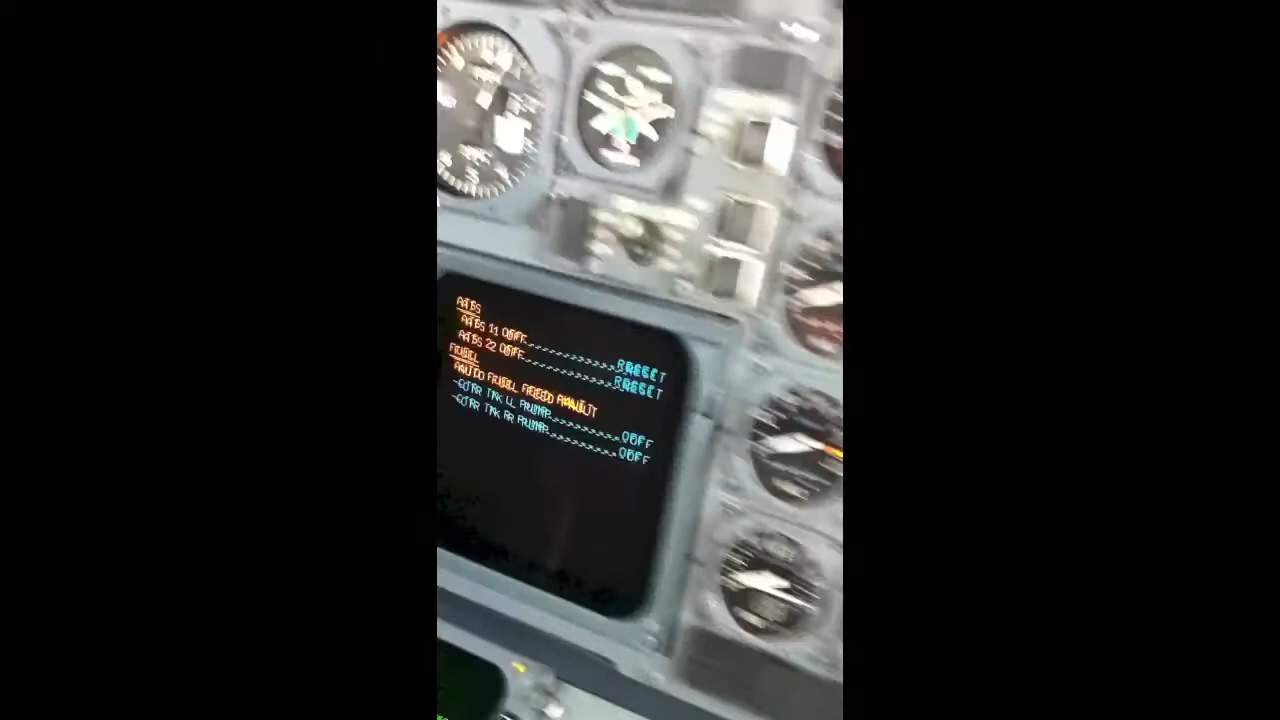 ATS
ATS 1 OFF..............RESET
ATS 2 OFF..............RESET
FUEL
AUTO FUEL FEED FAULT
-CTR TK L PUMP..........OFF
-CTR TK R PUMP..........OFF